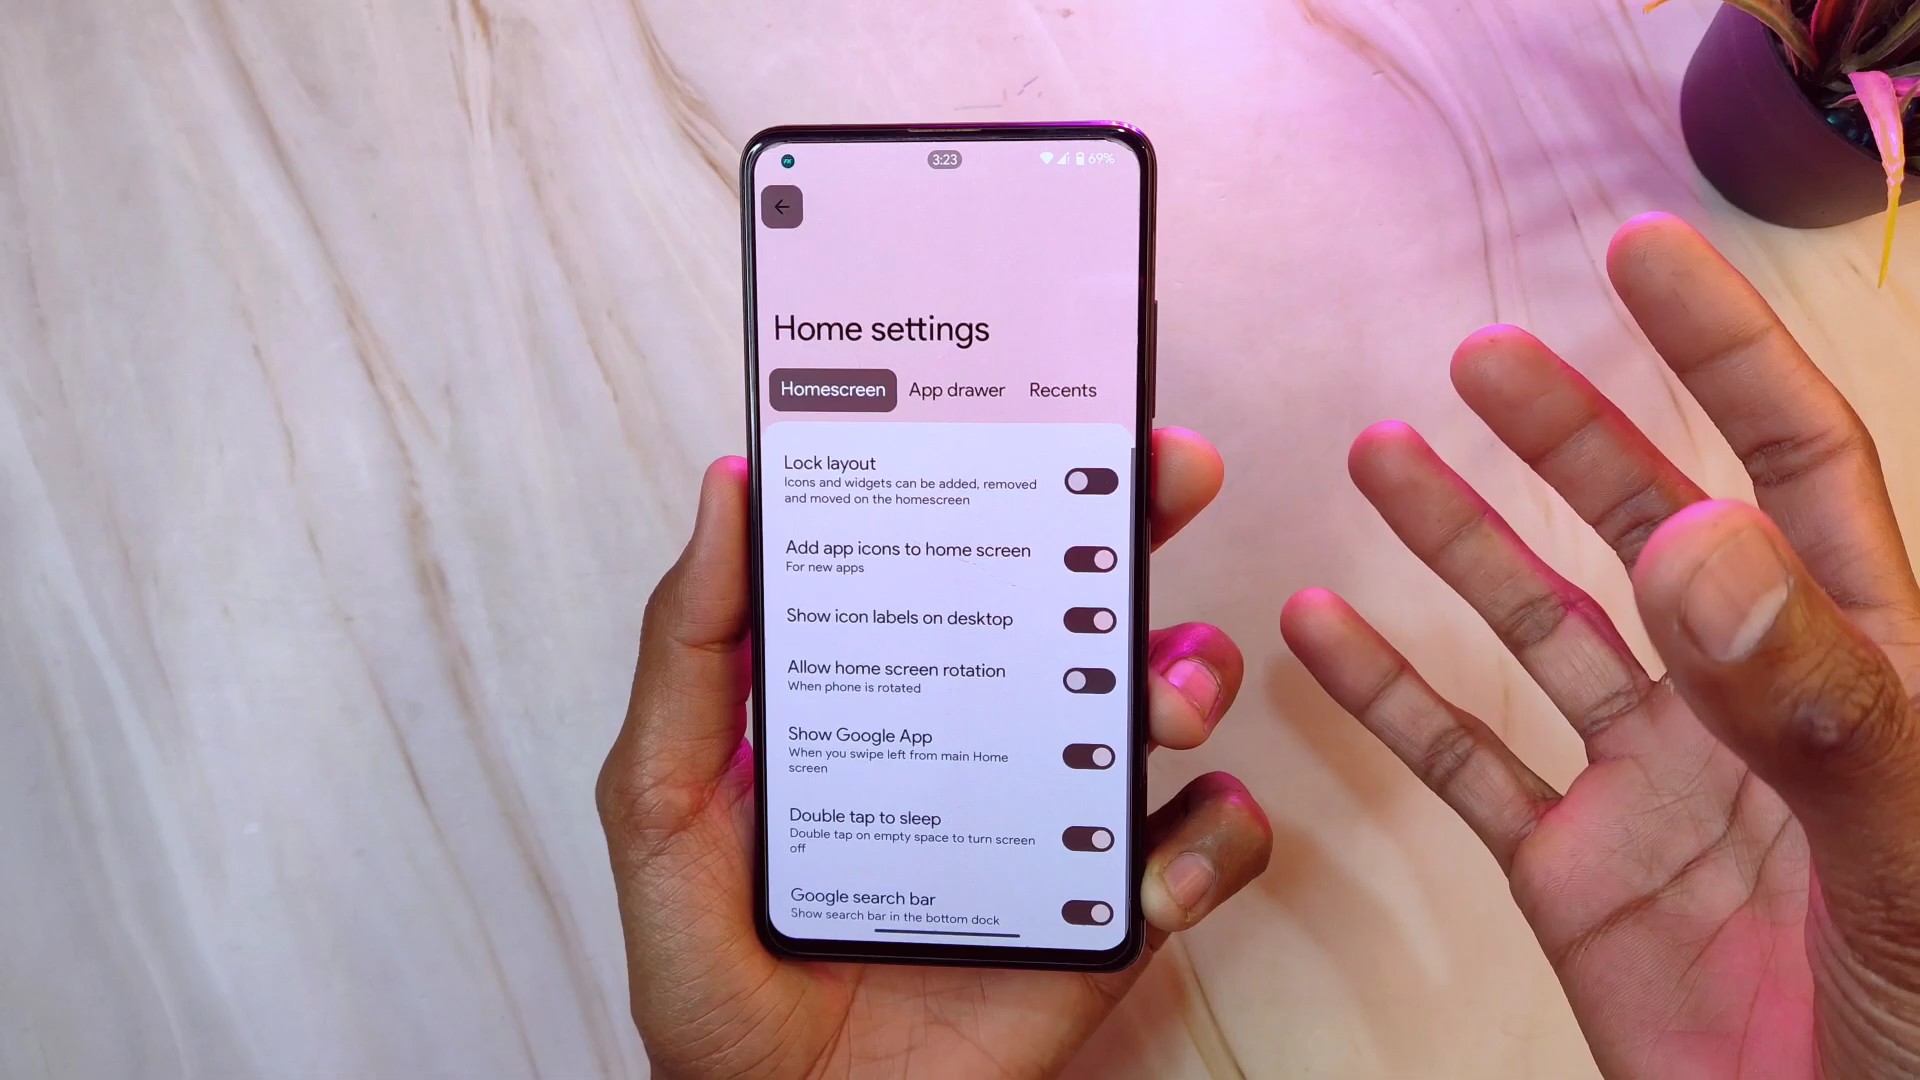 FK 3:23 69%
Home settings
Homescreen App drawer Recents
Lock layout
Icons and widgets can be added, removed
and moved on the homescreen
Add app icons to home screen
For new apps
Show icon labels on desktop
Allow home screen rotation
When phone is rotated
Show Google App
When you swipe left from main Home
screen
Double tap to sleep
Double tap on empty space to turn screen
off
Google search bar
Show search bar in the bottom dock